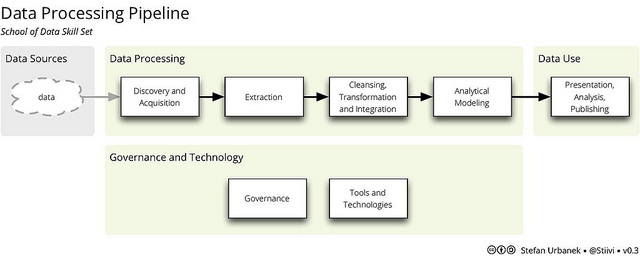 Data Processing Pipeline
School of Data Skill Set
Data Sources
data
Data Processing
Discovery and
Acquisition
Extraction
Cleansing,
Transformation
and Integration
Analytical
Modeling
Data Use
Presentation,
Analysis,
Publishing
Governance and Technology
Governance
Tools and
Technologies
Stefan Urbanek • @Stiivi • v0.3